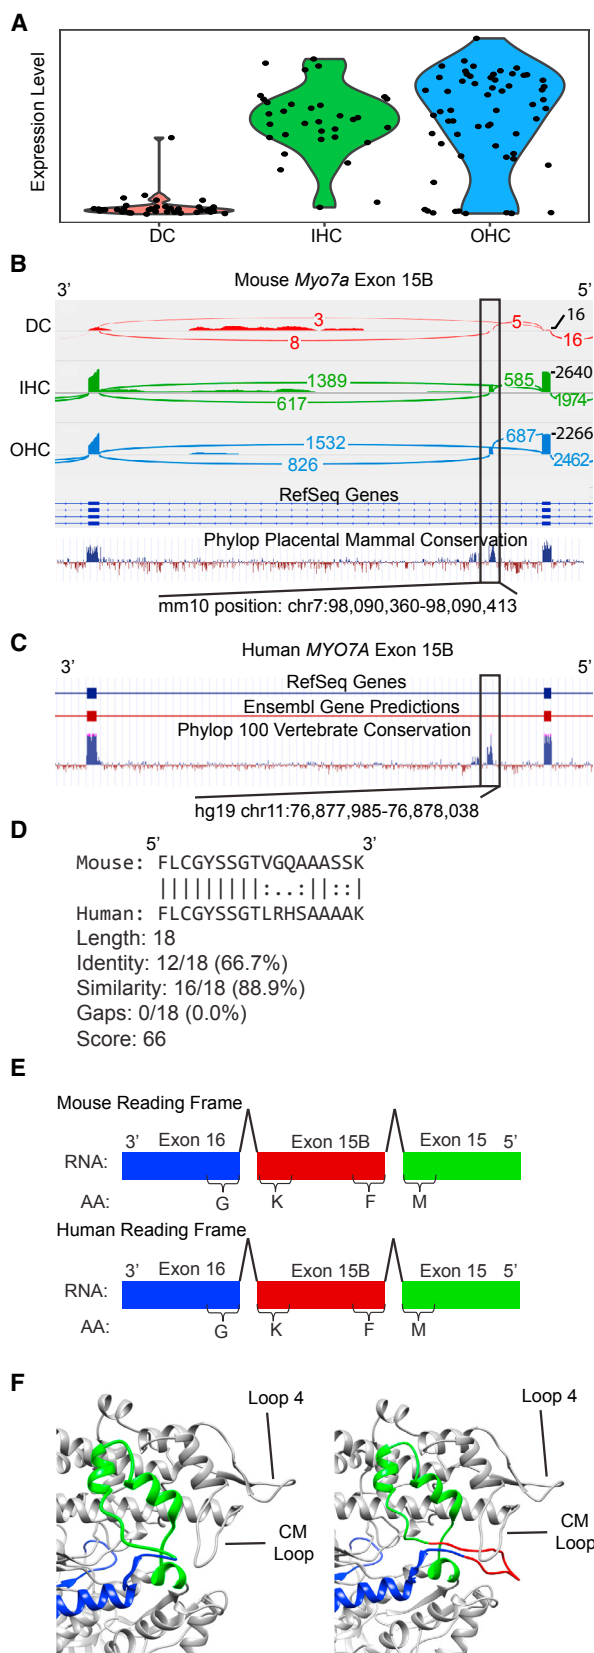 A
Expression Level
DC
IHC
OHC
B
Mouse Myo7a Exon 15B
3’
5’
DC
3
8
5
16
16
IHC
1389
617
585
-2640
1974
OHC
1532
826
687
-2266
2462
RefSeq Genes
Phylop Placental Mammal Conservation
mm10 position: chr7:98,090,360-98,090,413
C
Human MYO7A Exon 15B
3’
5’
RefSeq Genes
Ensembl Gene Predictions
Phylop 100 Vertebrate Conservation
hg19 chr11:76,877,985-76,878,038
D
5’ 3’
Mouse: FLCGYSSGTVGQAAASSK
||||||||||:..:||::|
Human: FLCGYSSGTLRHSAAAAK
Length: 18
Identity: 12/18 (66.7%)
Similarity: 16/18 (88.9%)
Gaps: 0/18 (0.0%)
Score: 66
E
Mouse Reading Frame
3’ Exon 16 Exon 15B Exon 15 5’
RNA:
AA: G K F M
Human Reading Frame
3’ Exon 16 Exon 15B Exon 15 5’
RNA:
AA: G K F M
F
Loop 4
CM
Loop
Loop 4
CM
Loop